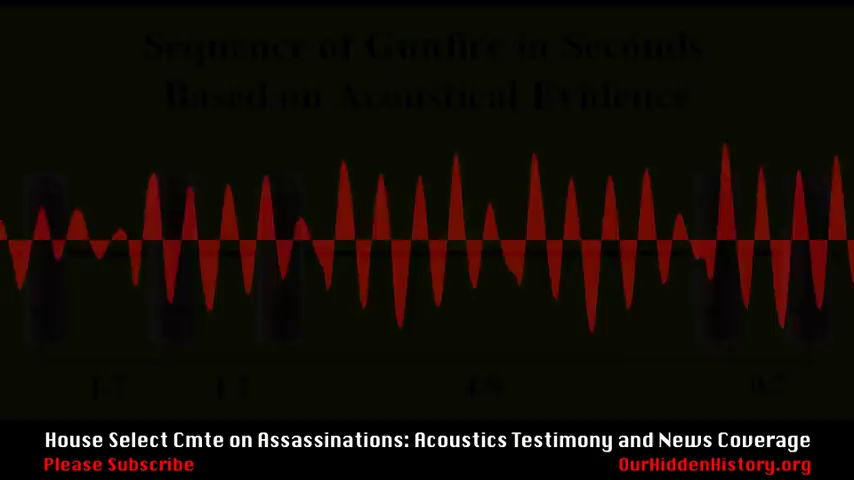 Sequence of Gunfire in Seconds
Based on Acoustical Evidence
House Select Cmte on Assassinations: Acoustics Testimony and News Coverage
Please Subscribe
OurHiddenHistory.org